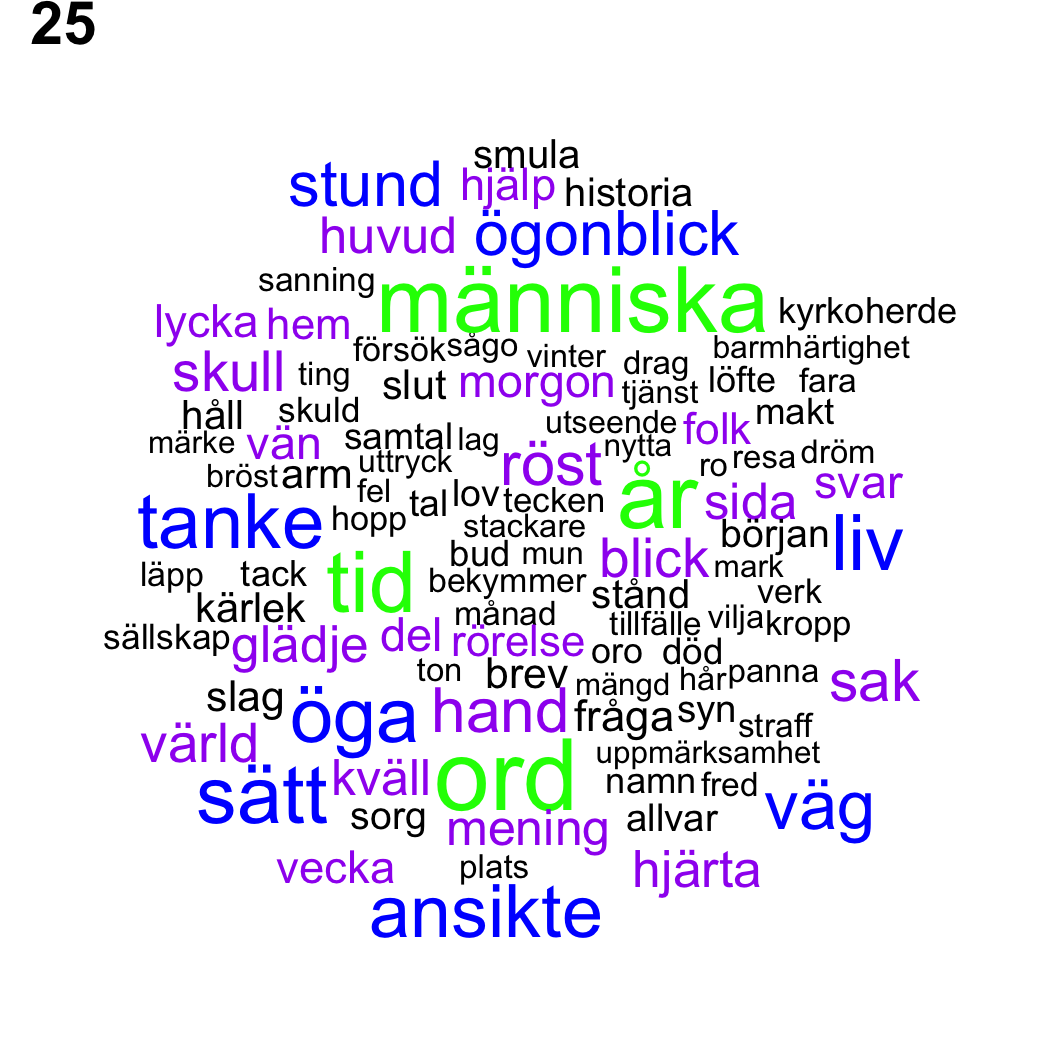 25
smula
stund hjälp historia
huvud ögonblick
sanning människa kyrkoherde
lycka hem
försök sågo vinter drag barmhärtighet
skull ting slut morgon tjänst löfte fara
håll skuld utseende folk makt
märke vän samtal lag nytta
bröst arm uttryck röst ro resa dröm
fel tal lov tecken år sida svar
tanke hopp stackare början liv
bud mun blick mark
läpp tack tid bekymmer stånd verk
kärlek månad tillfälle vilja kropp
sällskap glädje del rörelse oro död
ton brev mängd hår panna sak
slag öga hand fråga syn straff
värld uppmärksamhet
sätt kväll ord namn fred väg
sorg mening allvar
vecka plats hjärta
ansikte